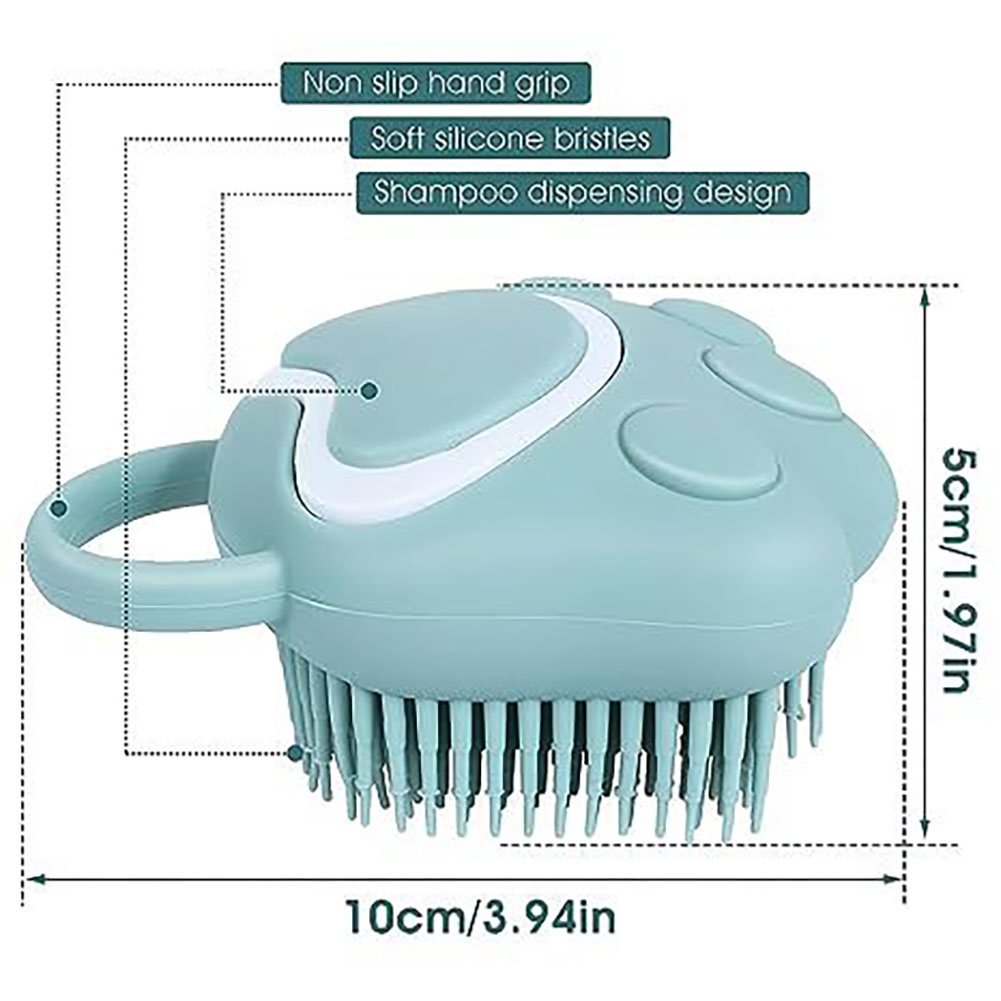 Non slip hand grip
Soft silicone bristles
Shampoo dispensing design
5cm/1.97in
10cm/3.94in